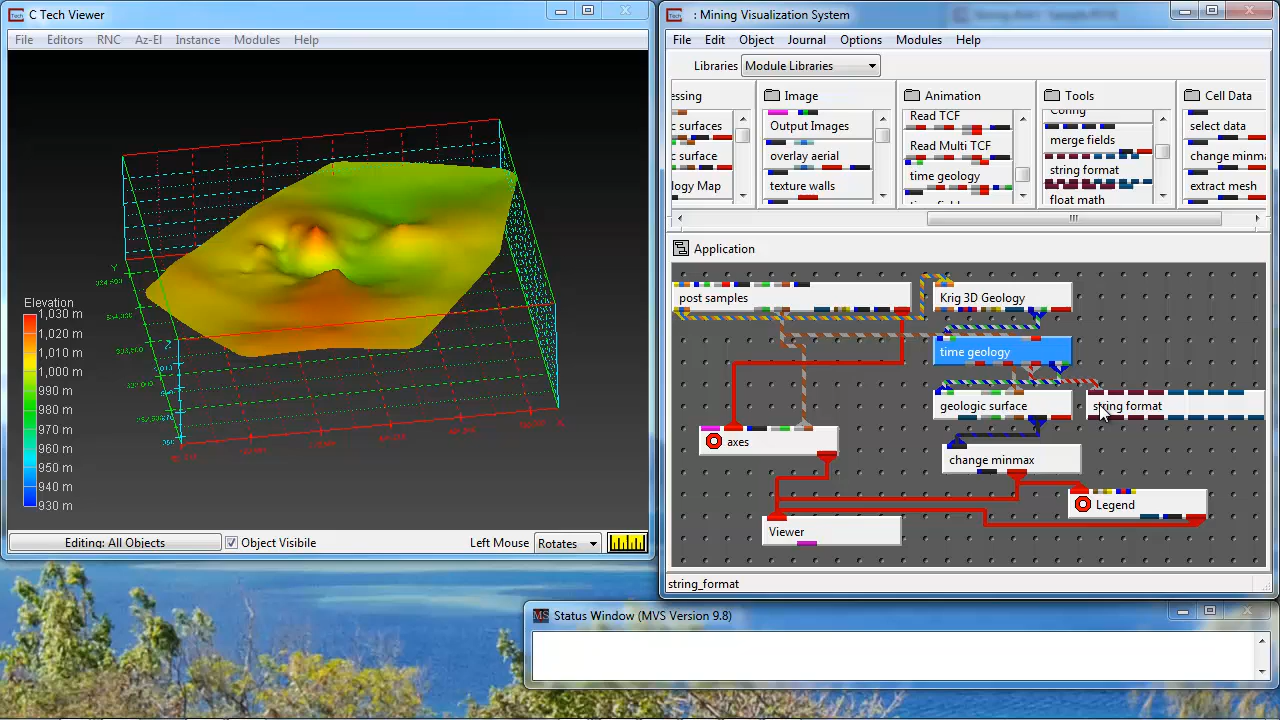 C Tech Viewer
File Editors RNC Az-El Instance Modules Help
Elevation
1,030 m
1,020 m
1,010 m
1,000 m
990 m
980 m
970 m
960 m
950 m
940 m
930 m
Y
Z
X
Editing: All Objects
Object Visibile
Left Mouse
Rotates
: Mining Visualization System
File Edit Object Journal Options Modules Help
Libraries
Module Libraries
essing
c surfaces
c surface
logy Map
Image
Output Images
overlay aerial
texture walls
Animation
Read TCF
Read Multi TCF
time geology
Tools
merge fields
string format
float math
Cell Data
select data
change minma
extract mesh
Application
post samples
Krig 3D Geology
time geology
geologic surface
string format
axes
change minmax
Legend
Viewer
string_format
MS
Status Window (MVS Version 9.8)